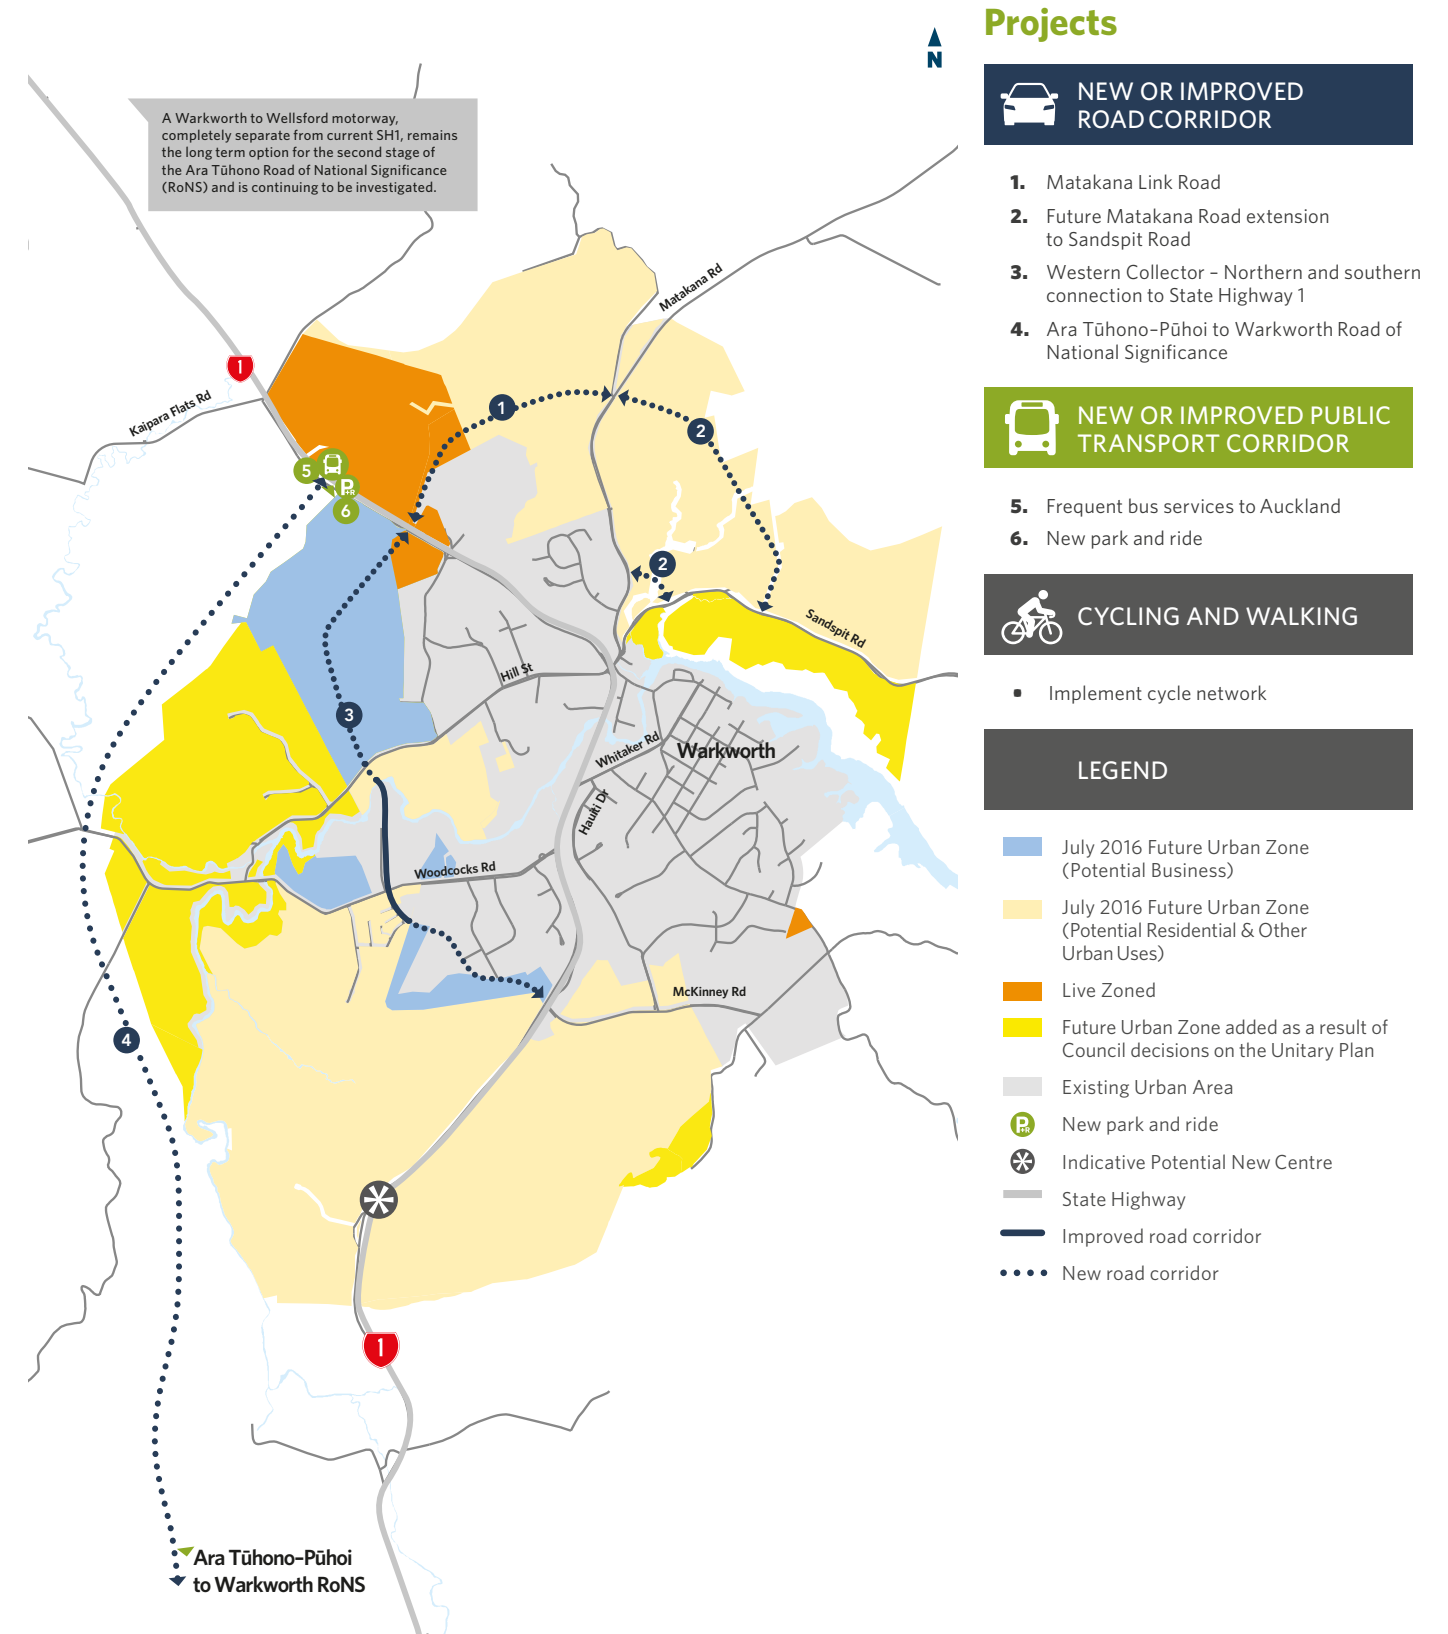 N
A Warkworth to Wellsford motorway,
completely separate from current SH1, remains
the long term option for the second stage of
the Ara Tūhono Road of National Significance
(RoNS) and is continuing to be investigated.
Matakana Rd
1
Kaipara Flats Rd
1
2
5
P+R
6
2
Sandspit Rd
Hill St
3
Whitaker Rd
Warkworth
Hauiti Dr
Woodcocks Rd
McKinney Rd
4
1
Ara Tūhono–Pūhoi
to Warkworth RoNS
Projects
NEW OR IMPROVED
ROAD CORRIDOR
1. Matakana Link Road
2. Future Matakana Road extension
to Sandspit Road
3. Western Collector – Northern and southern
connection to State Highway 1
4. Ara Tūhono–Pūhoi to Warkworth Road of
National Significance
NEW OR IMPROVED PUBLIC
TRANSPORT CORRIDOR
5. Frequent bus services to Auckland
6. New park and ride
CYCLING AND WALKING
• Implement cycle network
LEGEND
July 2016 Future Urban Zone
(Potential Business)
July 2016 Future Urban Zone
(Potential Residential & Other
Urban Uses)
Live Zoned
Future Urban Zone added as a result of
Council decisions on the Unitary Plan
Existing Urban Area
P+R New park and ride
Indicative Potential New Centre
State Highway
Improved road corridor
New road corridor